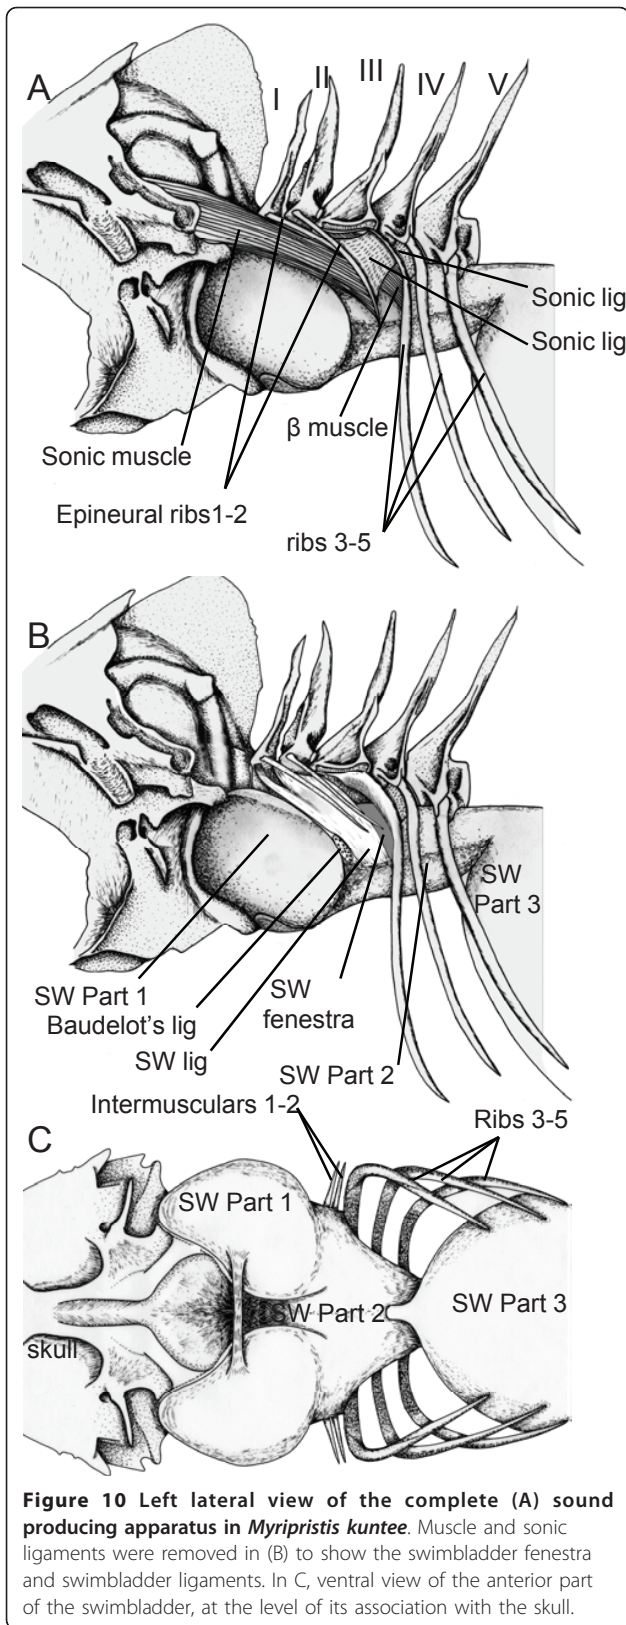 A
I
II
III
IV
V
Sonic lig
Sonic lig
β muscle
Sonic muscle
Epineural ribs1-2
ribs 3-5
B
SW
Part 3
SW Part 1
SW
fenestra
Baudelot's lig
SW lig
SW Part 2
Intermusculars 1-2
Ribs 3-5
C
SW Part 1
SW Part 2
SW Part 3
skull
Figure 10 Left lateral view of the complete (A) sound
producing apparatus in Myripristis kuntee. Muscle and sonic
ligaments were removed in (B) to show the swimbladder fenestra
and swimbladder ligaments. In C, ventral view of the anterior part
of the swimbladder, at the level of its association with the skull.